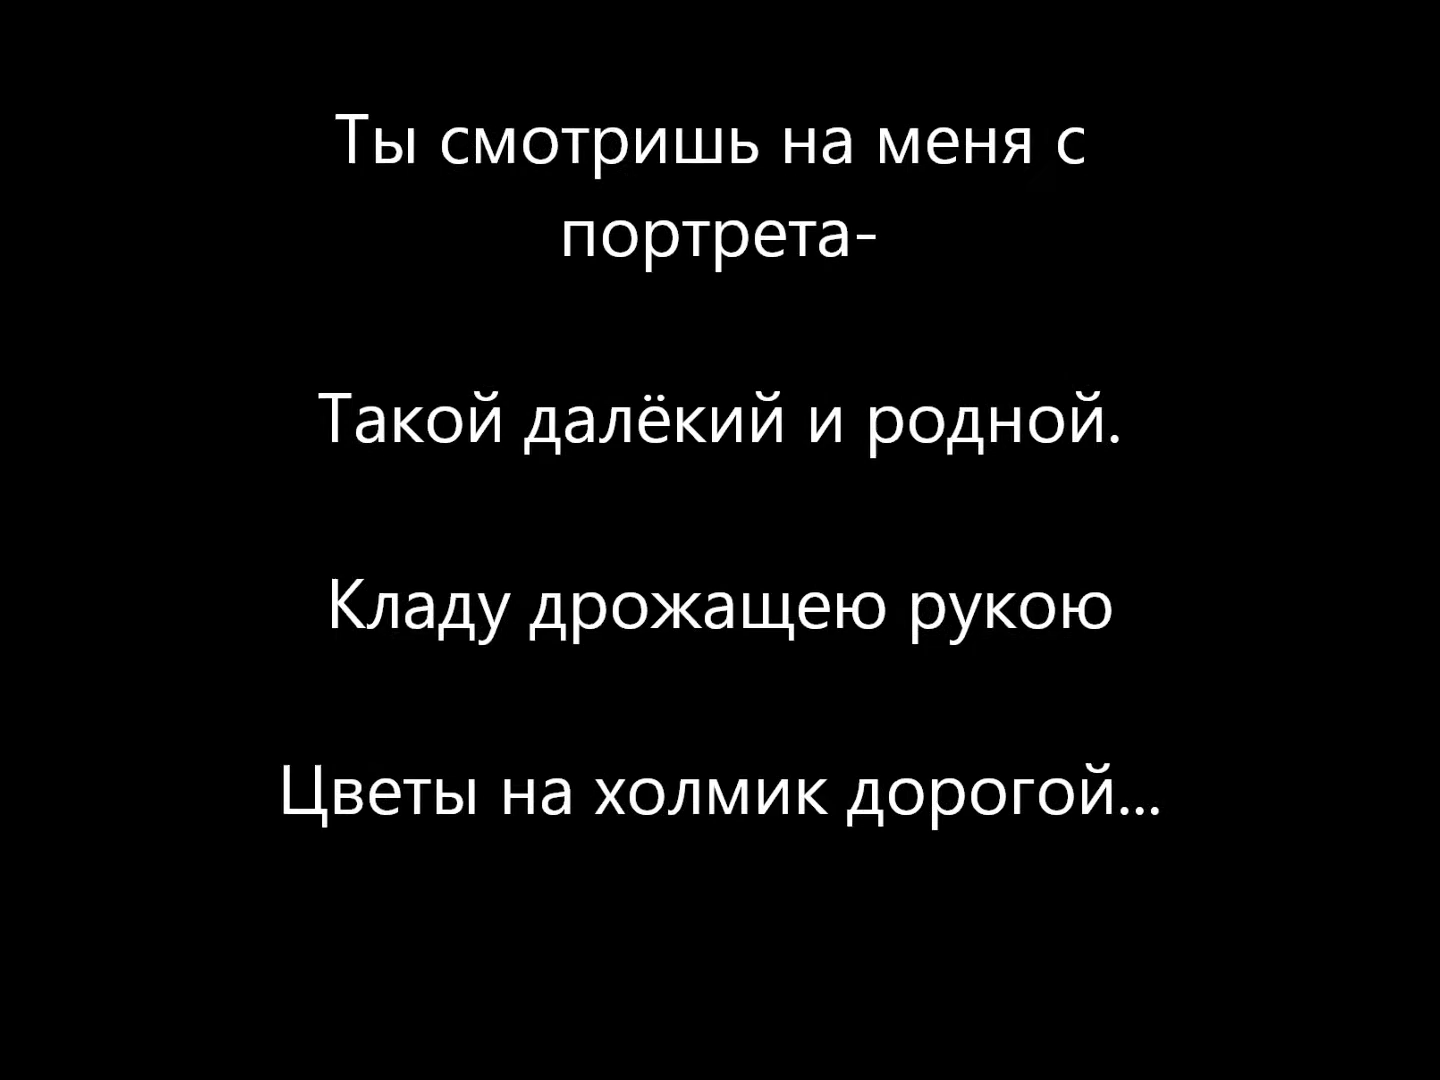 Ты смотришь на меня с
портрета-
Такой далёкий и родной.
Кладу дрожащею рукою
Цветы на холмик дорогой...